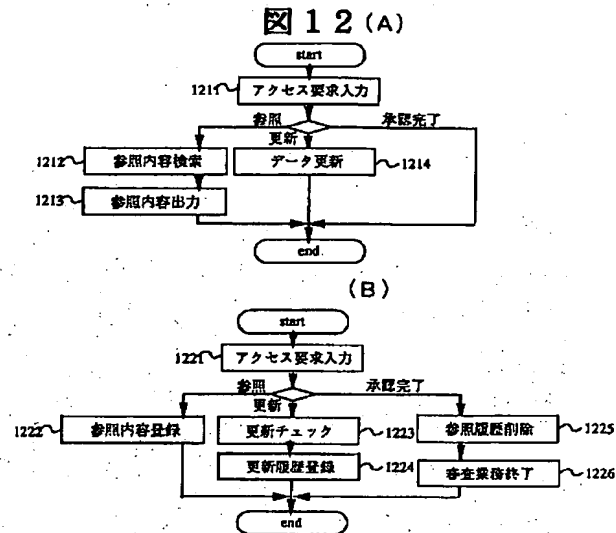 図12(A)
start
1211 アクセス要求入力
参照 承認完了
更新
1212 参照内容検索 データ更新 1214
1213 参照内容出力
end
(B)
start
1221 アクセス要求入力
参照 承認完了
更新
1222 参照内容登録 更新チェック 1223 参照履歴削除 1225
更新履歴登録 1224 審査業務終了 1226
end